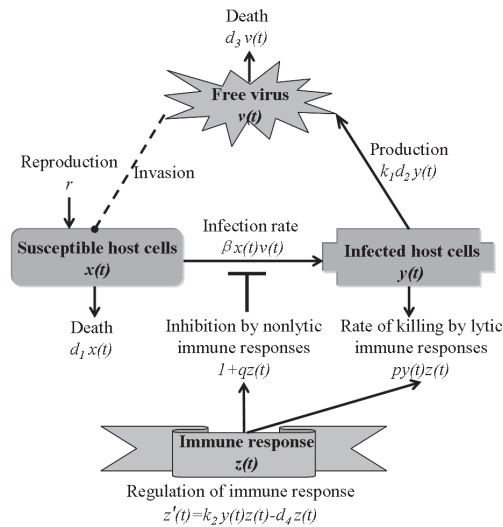 Death
d₃ v(t)
Free virus
v(t)
Reproduction
r
Invasion
Production
k₁d₂ y(t)
Infection rate
β x(t)v(t)
Susceptible host cells
x(t)
Infected host cells
y(t)
Death
d₁ x(t)
Inhibition by nonlytic
immune responses
1+qz(t)
Rate of killing by lytic
immune responses
py(t)z(t)
Immune response
z(t)
Regulation of immune response
z'(t)=k₂ y(t)z(t)-d₄ z(t)